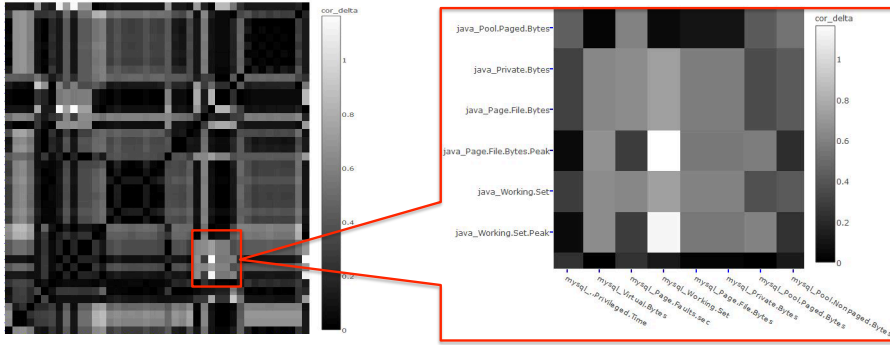 cor_delta
1
0.8
0.6
0.4
0.2
0
java_Pool.Paged.Bytes
java_Private.Bytes
java_Page.File.Bytes
java_Page.File.Bytes.Peak
java_Working.Set
java_Working.Set.Peak
mysql_..Privileged.Time
mysql_Virtual.Bytes
mysql_Page.Faults.sec
mysql_Working.Set
mysql_Page.File.Bytes
mysql_Private.Bytes
mysql_Pool.Paged.Bytes
mysql_Pool.Nonpaged.Bytes
cor_delta
1
0.8
0.6
0.4
0.2
0